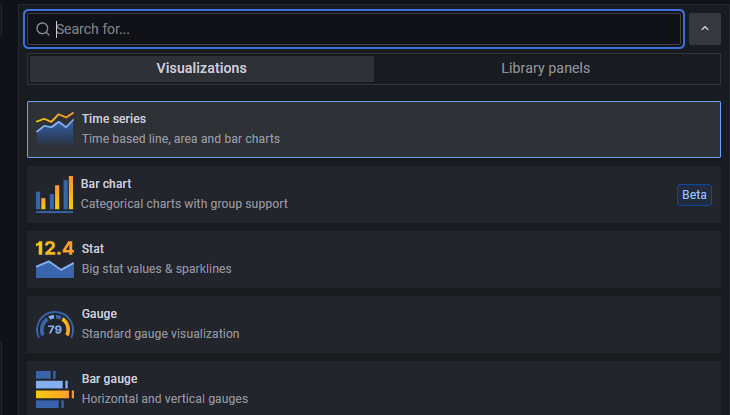 Search for...
Visualizations
Library panels
Time series
Time based line, area and bar charts
Bar chart
Categorical charts with group support
Beta
12.4
Stat
Big stat values & sparklines
79
Gauge
Standard gauge visualization
Bar gauge
Horizontal and vertical gauges